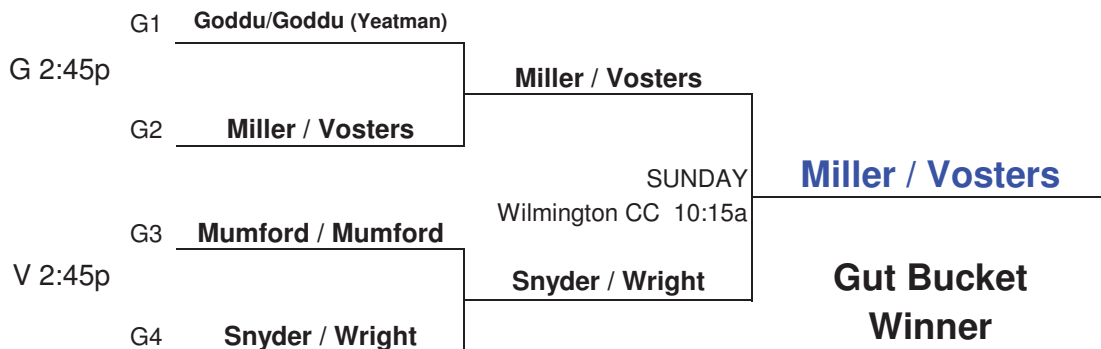 G1 Goddu/Goddu (Yeatman)
G 2:45p
Miller / Vosters
G2 Miller / Vosters
SUNDAY
Miller / Vosters
Wilmington CC 10:15a
G3 Mumford / Mumford
V 2:45p
Snyder / Wright
Gut Bucket
Winner
G4 Snyder / Wright